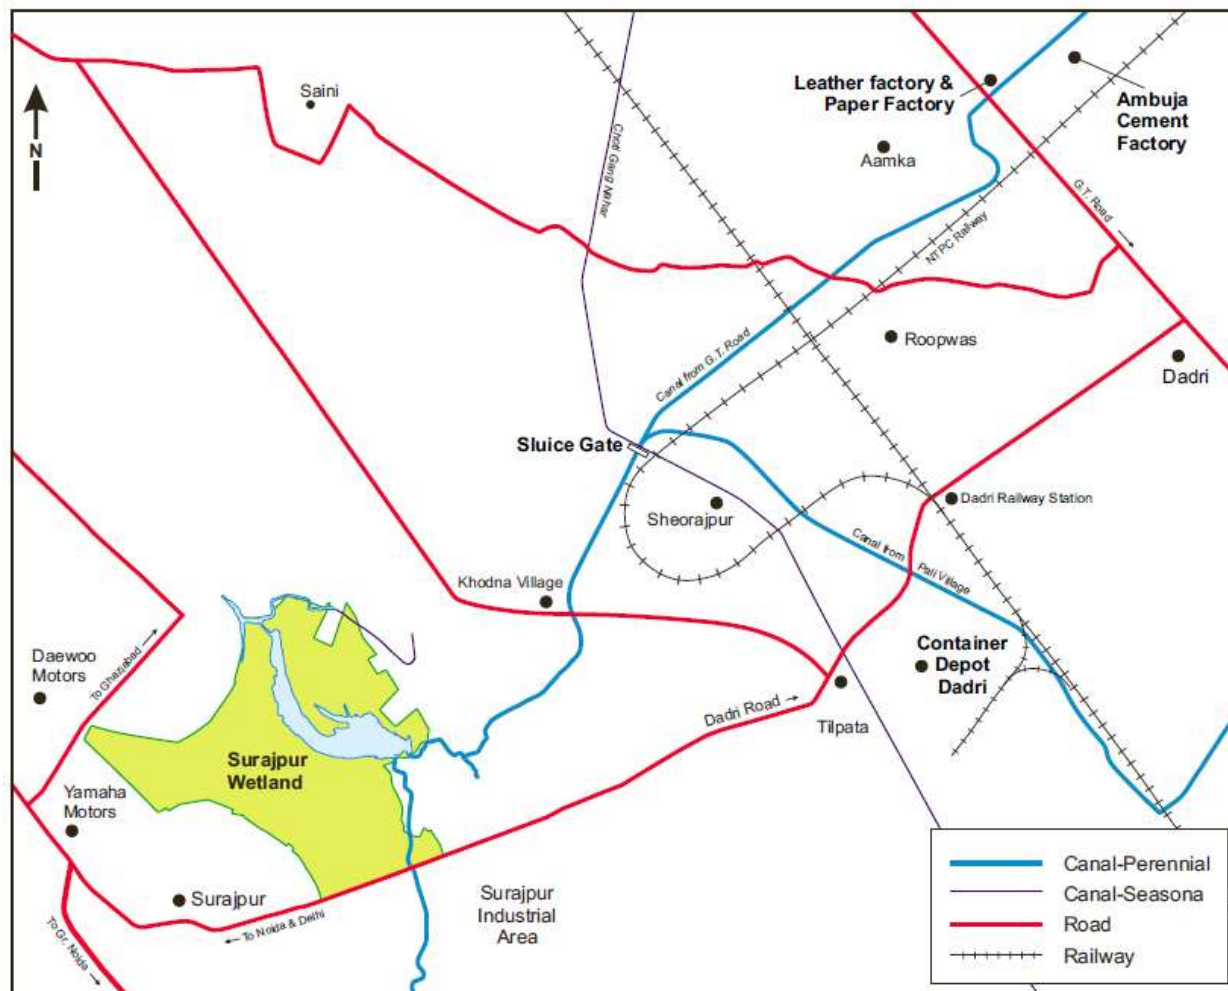 Leather factory &
Paper Factory
Ambuja
Cement
Factory
Saini
N
Choti Gang Nahar
Aamka
G.T. Road
NTPC Railway
Roopwas
Dadri
Canal from G.T. Road
Sluice Gate
Sheorajpur
Dadri Railway Station
Canal from
Pali Village
Khodna Village
Daewoo
Motors
To Ghaziabad
Container
Depot
Dadri
Dadri Road
Tilpata
Surajpur
Wetland
Yamaha
Motors
Surajpur
To Noida & Delhi
To Gr. Noida
Surajpur
Industrial
Area
Canal-Perennial
Canal-Seasona
Road
Railway